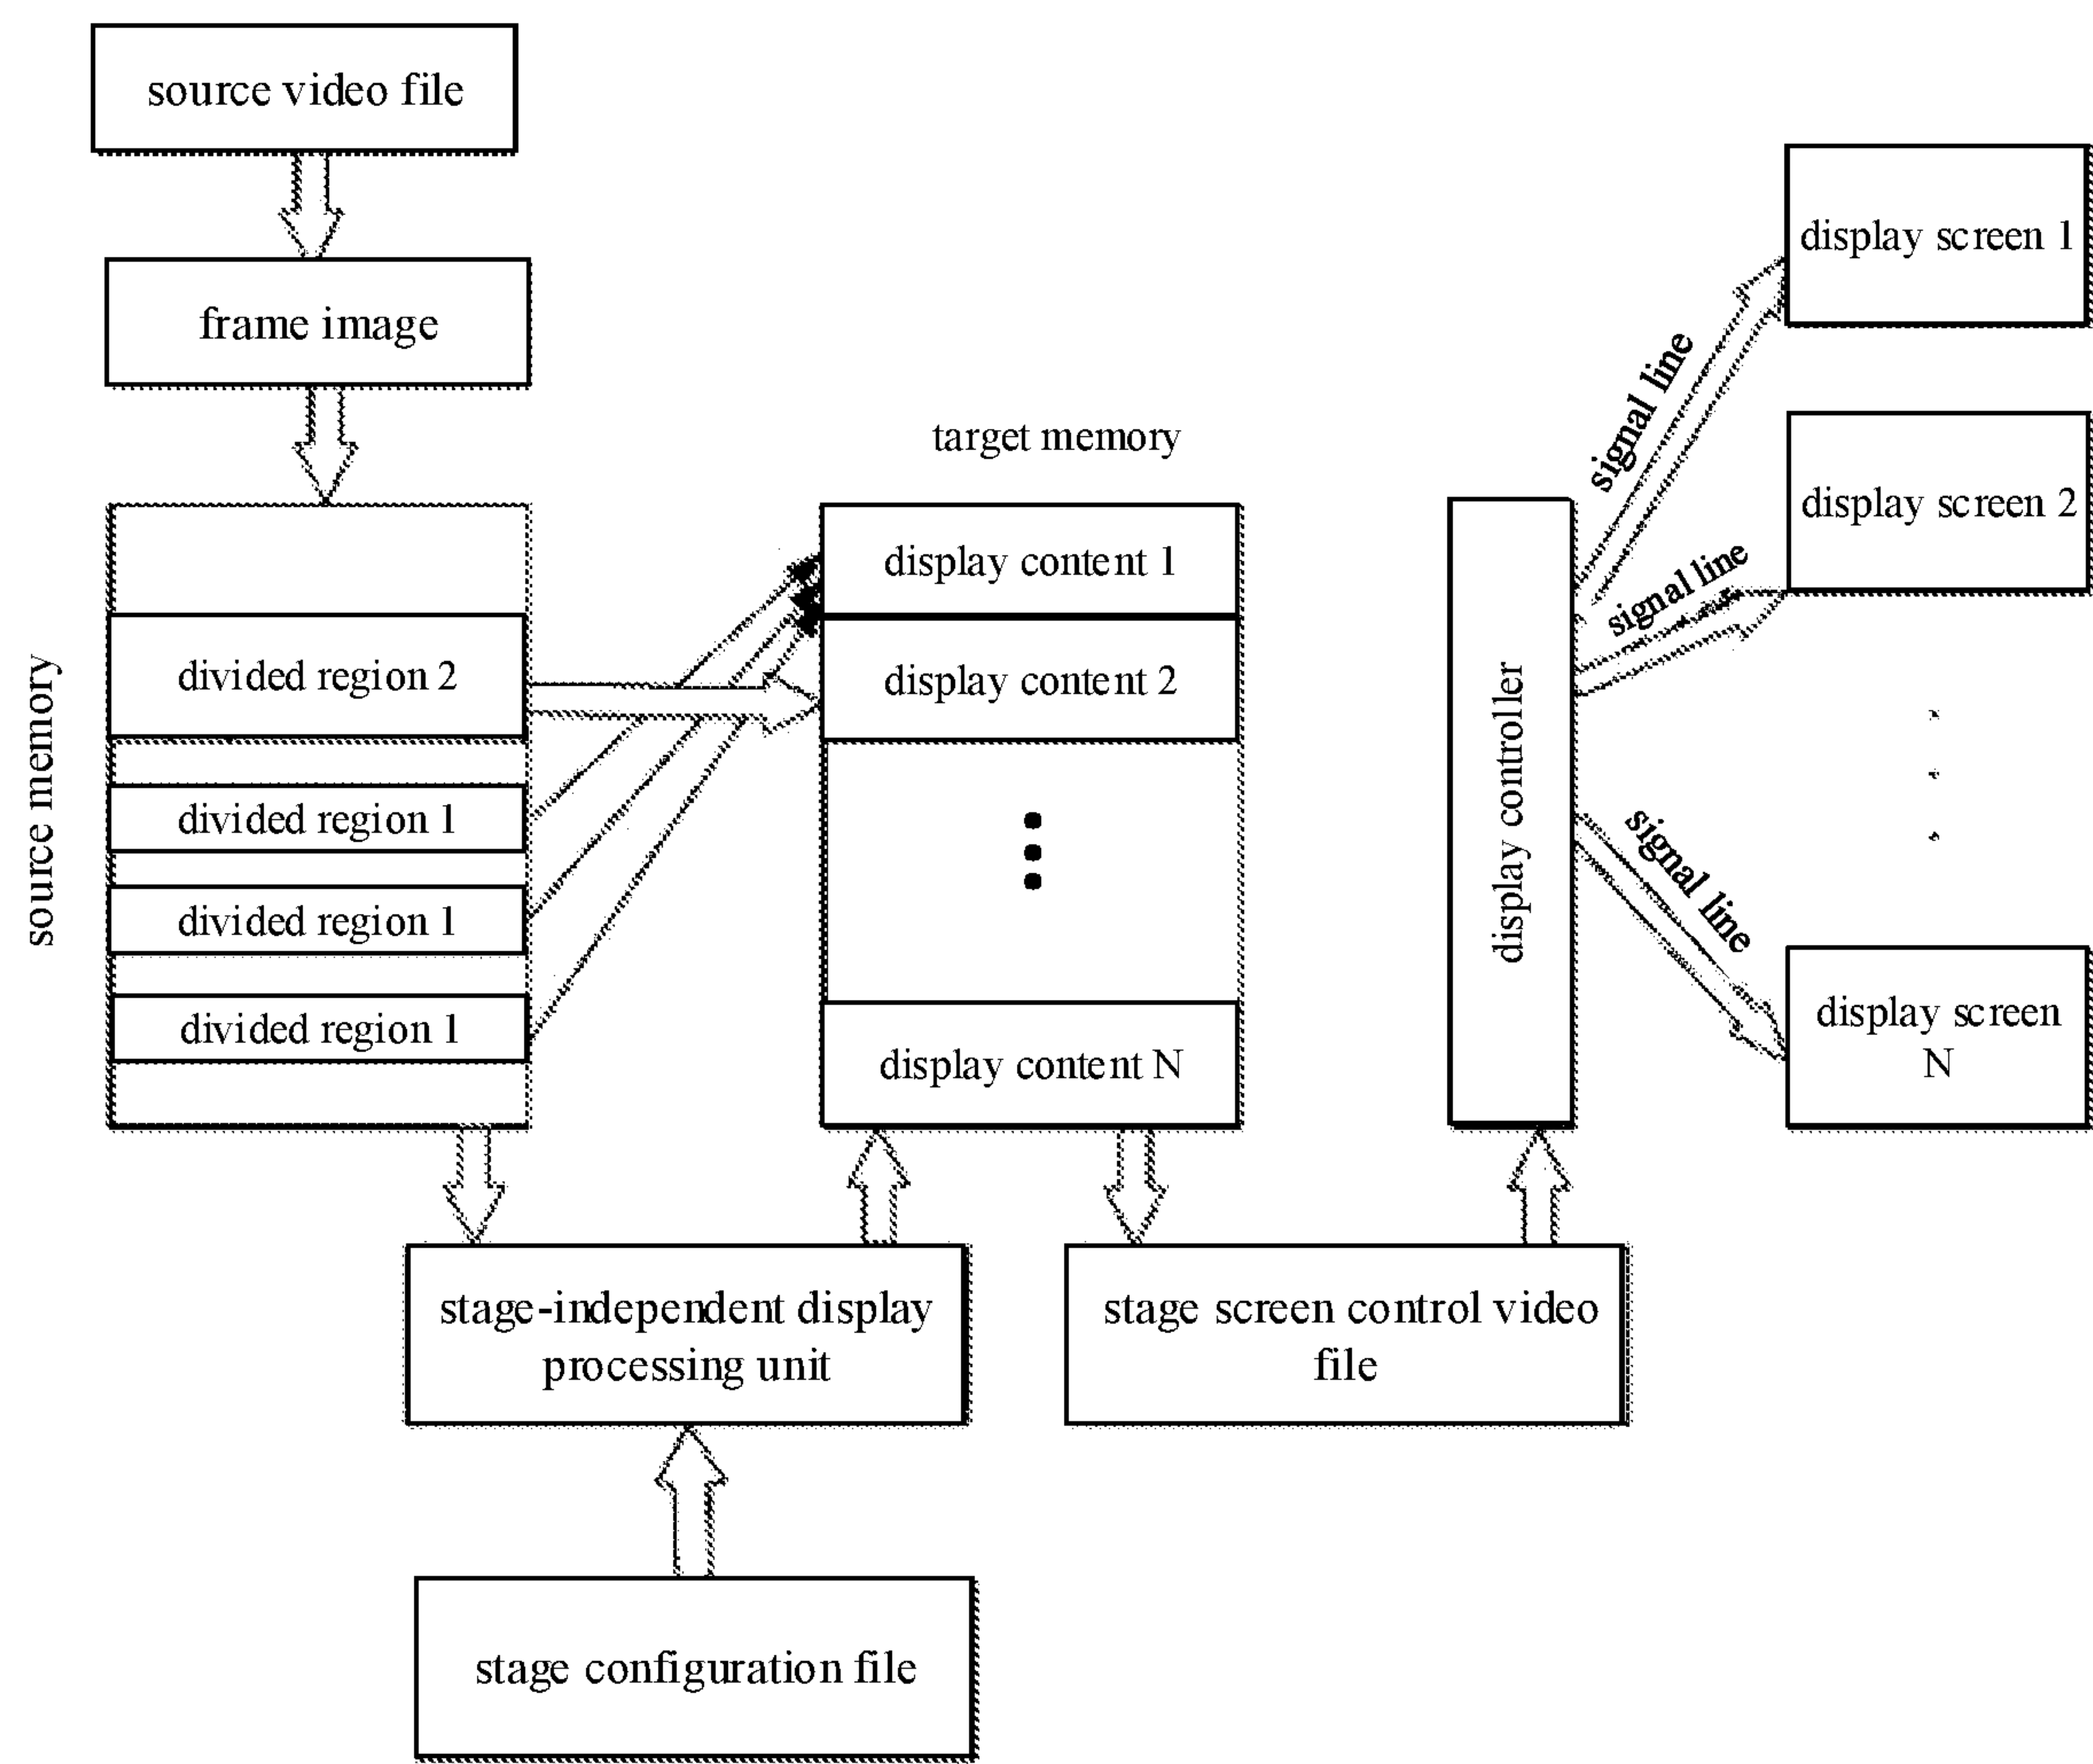 source video file
frame image
source memory
divided region 2
divided region 1
divided region 1
divided region 1
target memory
display content 1
display content 2
display content N
stage-independent display
processing unit
stage configuration file
stage screen control video
file
display controller
signal line
signal line
signal line
display screen 1
display screen 2
display screen
N